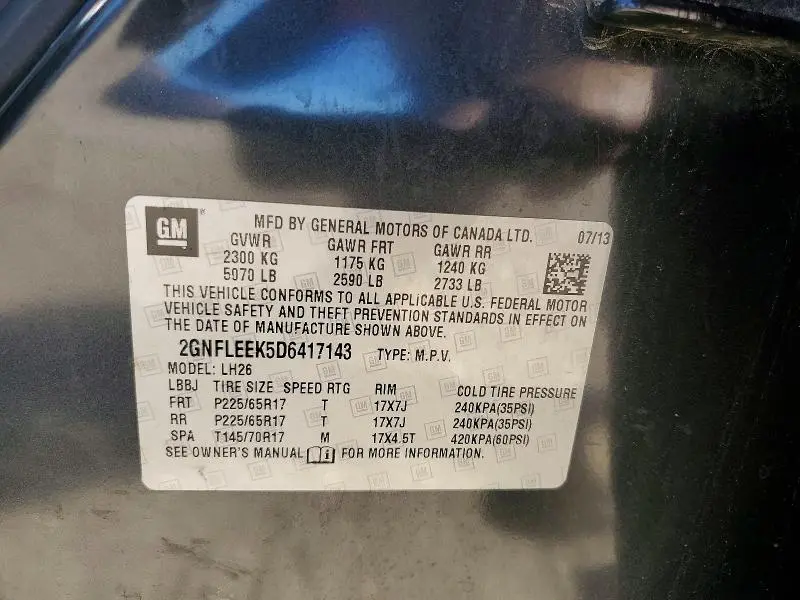 GM
MFD BY GENERAL MOTORS OF CANADA LTD. 07/13
GVWR GAWR FRT GAWR RR
2300 KG 1175 KG 1240 KG
5070 LB 2590 LB 2733 LB
THIS VEHICLE CONFORMS TO ALL APPLICABLE U.S. FEDERAL MOTOR
VEHICLE SAFETY AND THEFT PREVENTION STANDARDS IN EFFECT ON
THE DATE OF MANUFACTURE SHOWN ABOVE.
2GNFLEEK5D6417143 TYPE: M.P.V.
MODEL: LH26
LBBJ TIRE SIZE SPEED RTG RIM COLD TIRE PRESSURE
FRT P225/65R17 T 17X7J 240KPA(35PSI)
RR P225/65R17 T 17X7J 240KPA(35PSI)
SPA T145/70R17 M 17X4.5T 420KPA(60PSI)
SEE OWNER'S MANUAL FOR MORE INFORMATION.